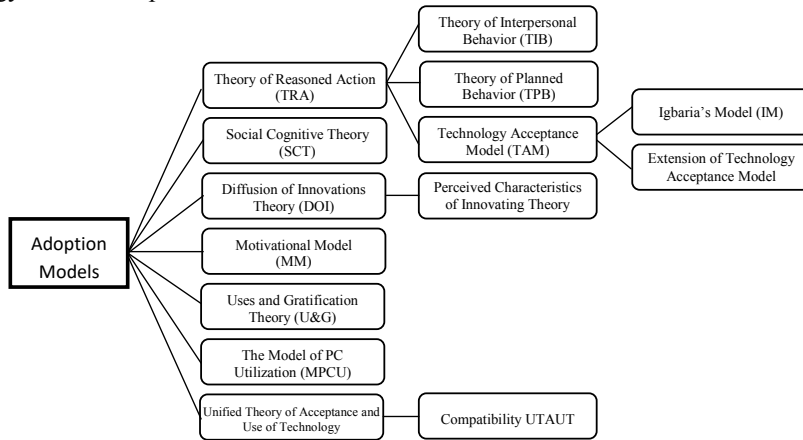 Theory of Interpersonal
Behavior (TIB)
Theory of Reasoned Action
(TRA)
Theory of Planned
Behavior (TPB)
Igbaria's Model (IM)
Social Cognitive Theory
(SCT)
Technology Acceptance
Model (TAM)
Extension of Technology
Acceptance Model
Diffusion of Innovations
Theory (DOI)
Perceived Characteristics
of Innovating Theory
Adoption
Models
Motivational Model
(MM)
Uses and Gratification
Theory (U&G)
The Model of PC
Utilization (MPCU)
Unified Theory of Acceptance and
Use of Technology
Compatibility UTAUT